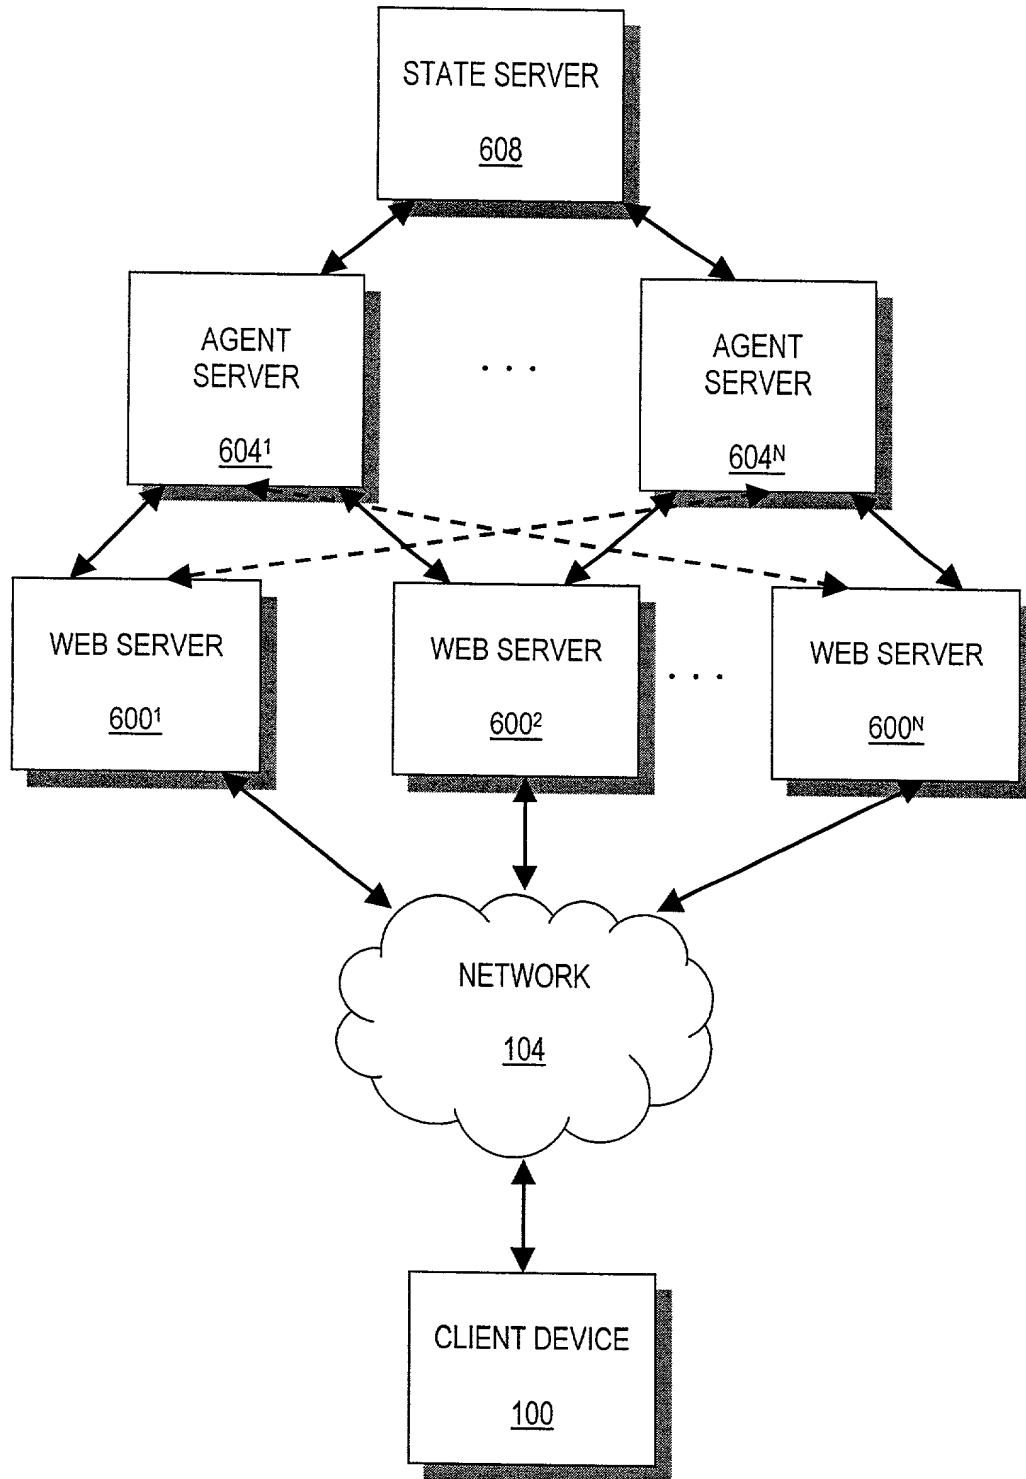 STATE SERVER
608
AGENT
SERVER
604¹
. . .
AGENT
SERVER
604ᴺ
WEB SERVER
600¹
WEB SERVER
600²
. . .
WEB SERVER
600ᴺ
NETWORK
104
CLIENT DEVICE
100